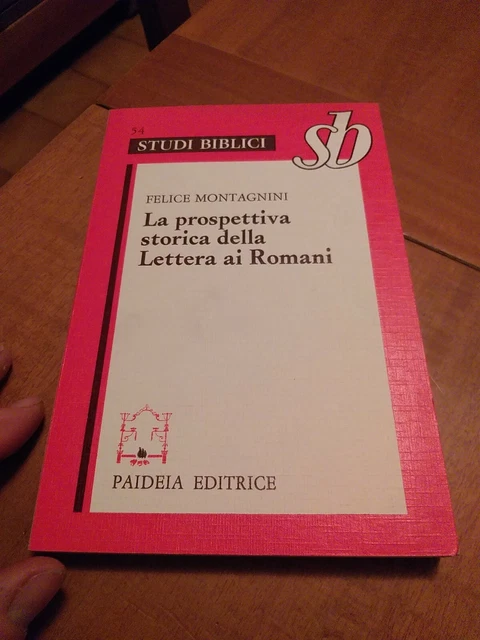 54
STUDI BIBLICI
sb
FELICE MONTAGNINI
La prospettiva
storica della
Lettera ai Romani
PAIDEIA EDITRICE